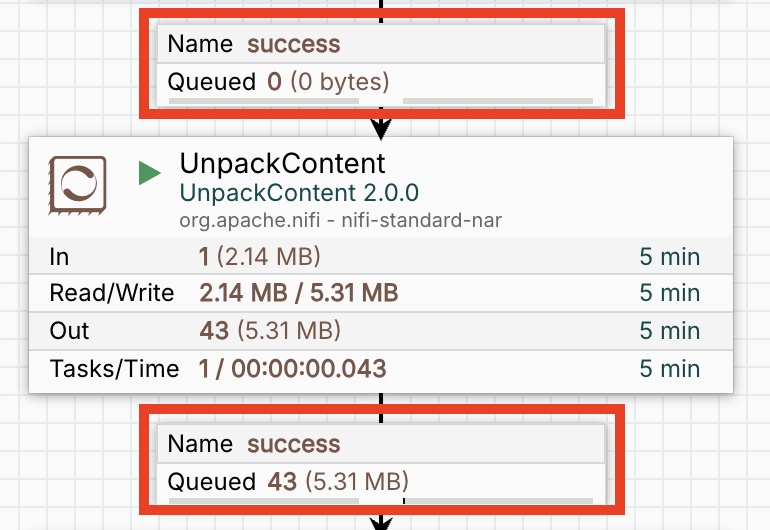 Name success
Queued 0 (0 bytes)
UnpackContent
UnpackContent 2.0.0
org.apache.nifi - nifi-standard-nar
In 1 (2.14 MB) 5 min
Read/Write 2.14 MB / 5.31 MB 5 min
Out 43 (5.31 MB) 5 min
Tasks/Time 1 / 00:00:00.043 5 min
Name success
Queued 43 (5.31 MB)